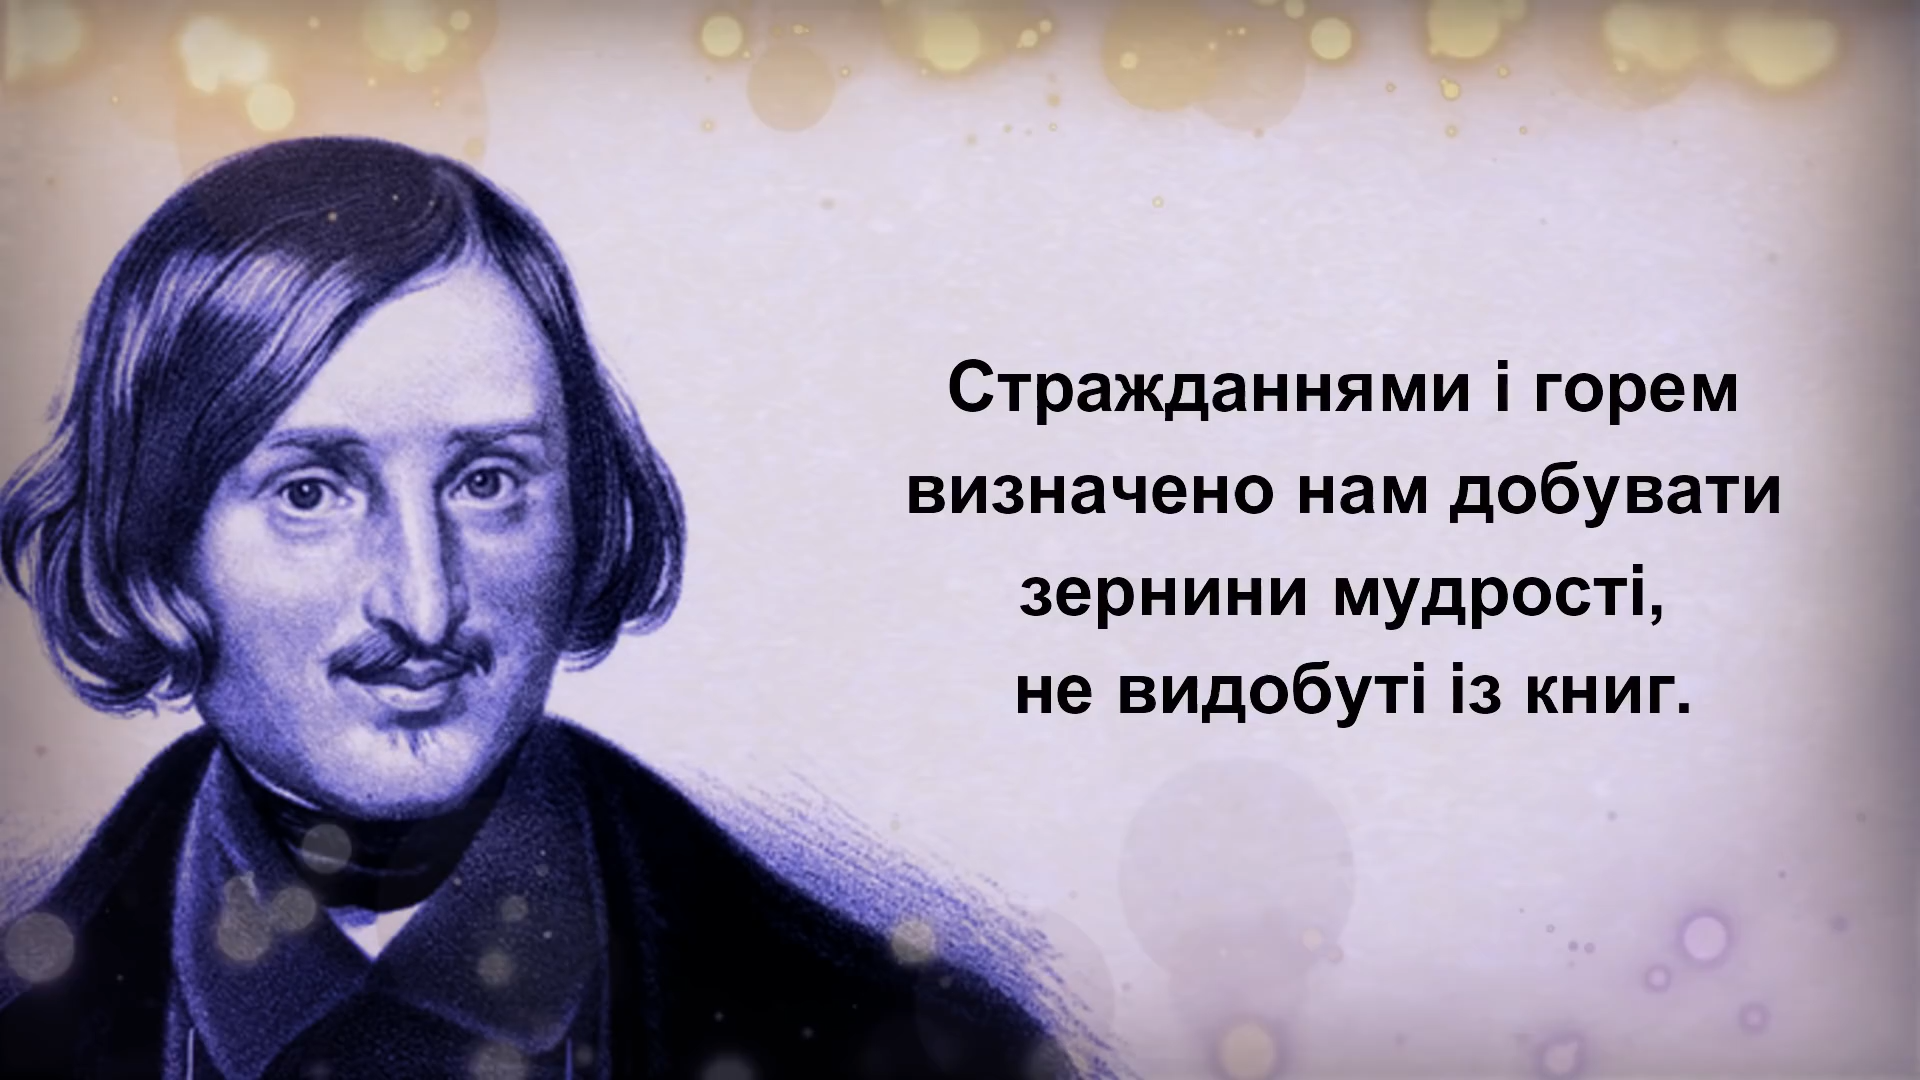 Стражданнями і горем
визначено нам добувати
зернини мудрості,
не видобуті із книг.